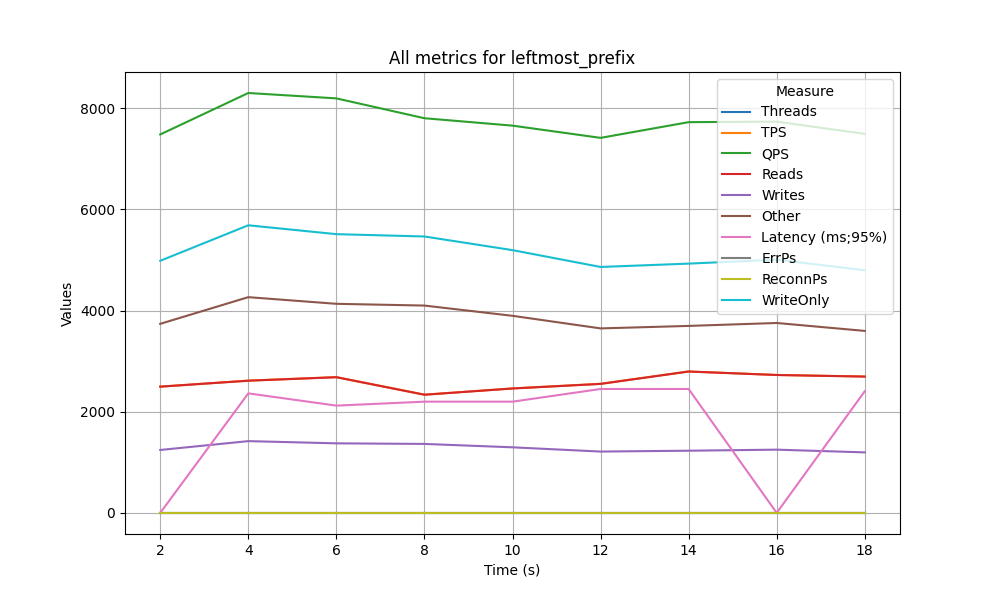 All metrics for leftmost_prefix
Values
8000
6000
4000
2000
0
2 4 6 8 10 12 14 16 18
Time (s)
Measure
Threads
TPS
QPS
Reads
Writes
Other
Latency (ms;95%)
ErrPs
ReconnPs
WriteOnly